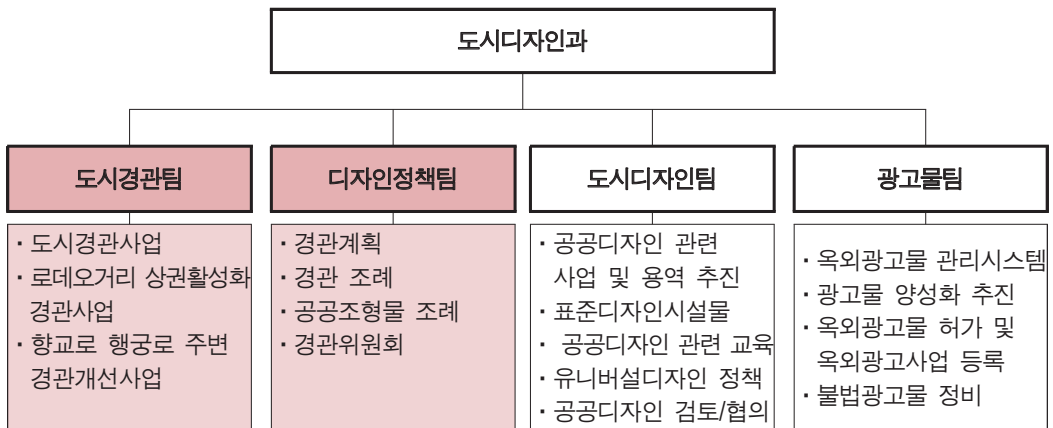 도시디자인과
도시경관팀
· 도시경관사업
· 로데오거리 상권활성화
경관사업
· 향교로 행궁로 주변
경관개선사업
디자인정책팀
· 경관계획
· 경관 조례
· 공공조형물 조례
· 경관위원회
도시디자인팀
· 공공디자인 관련
사업 및 용역 추진
· 표준디자인시설물
· 공공디자인 관련 교육
· 유니버설디자인 정책
· 공공디자인 검토/협의
광고물팀
· 옥외광고물 관리시스템
· 광고물 양성화 추진
· 옥외광고물 허가 및
옥외광고사업 등록
· 불법광고물 정비